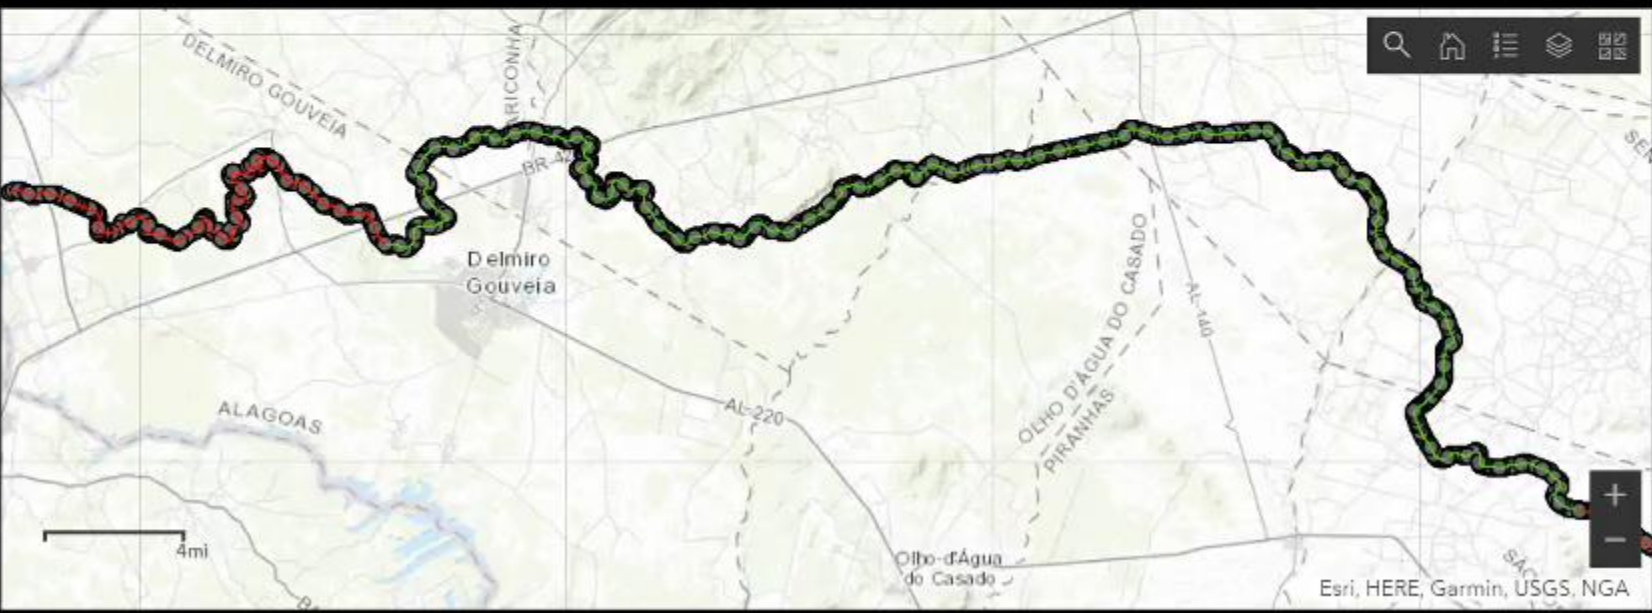 DELMIRO GOUVEIA
ARICONHA
BR-42
Delmiro
Gouveia
OLHO D'ÁGUA DO CASADO
PIRANHAS
AL-140
ALAGOAS
AL-220
4mi
Olho-d'Água
do Casado
+
−
Esri, HERE, Garmin, USGS, NGA